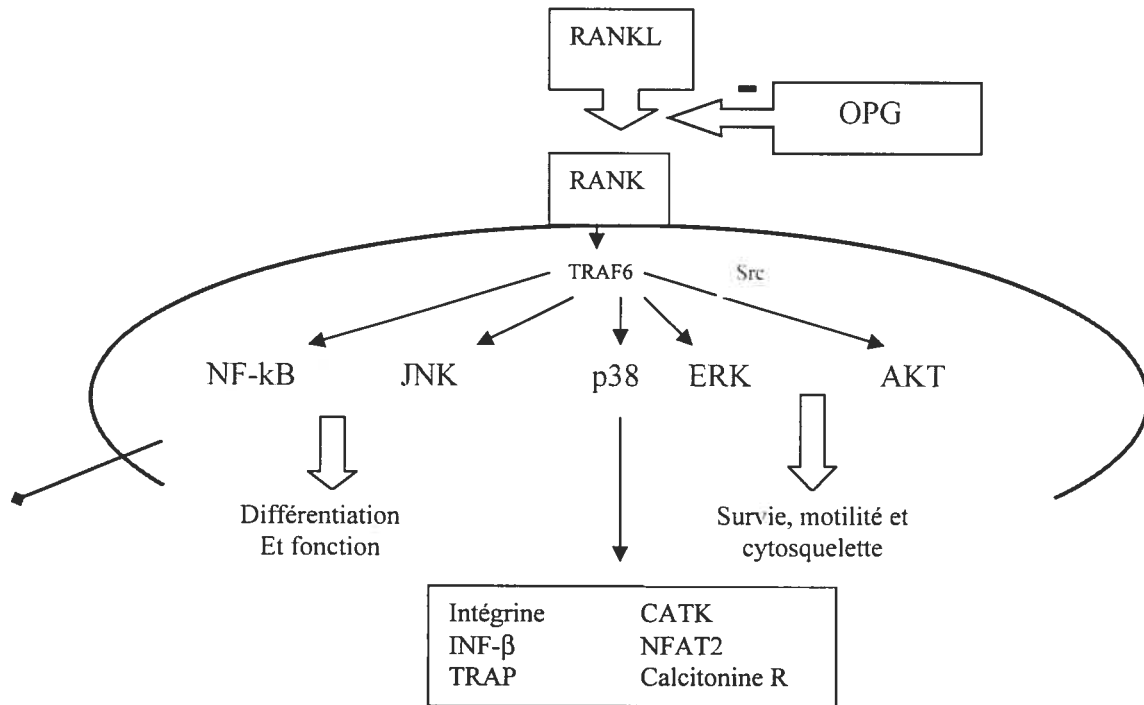 RANKL
OPG
RANK
TRAF6
Src
NF-kB
JNK
p38
ERK
AKT
Différentiation
Et fonction
Survie, motilité et
cytosquelette
Intégrine CATK
INF-β NFAT2
TRAP Calcitonine R